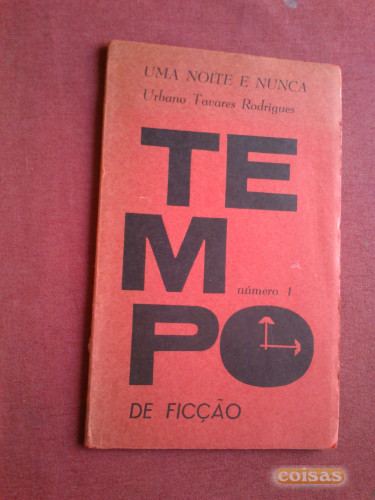 UMA NOITE E NUNCA
Urbano Tavares Rodrigues
TE
M
número 1
PO
DE FICÇÃO
coisas